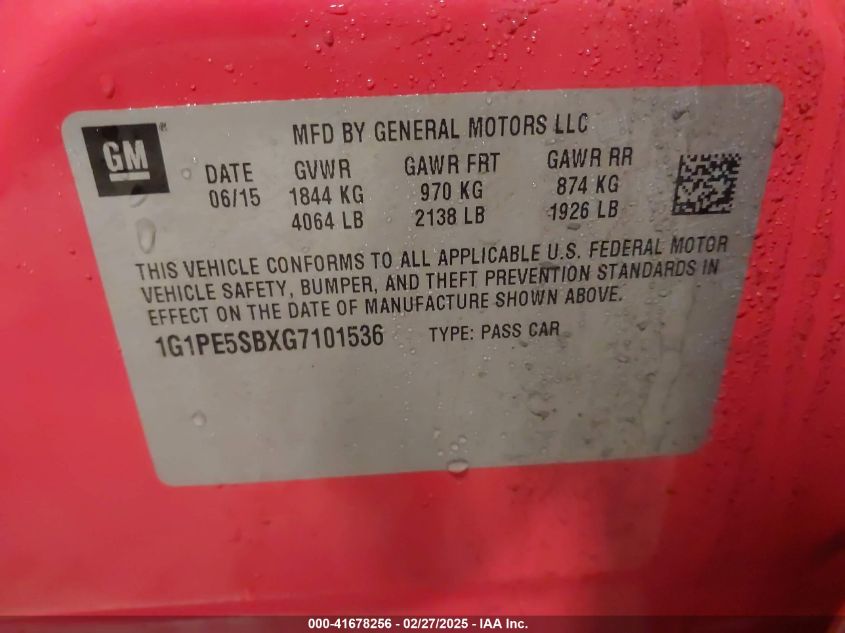 GM ®
MFD BY GENERAL MOTORS LLC
DATE GVWR GAWR FRT GAWR RR
06/15 1844 KG 970 KG 874 KG
4064 LB 2138 LB 1926 LB
THIS VEHICLE CONFORMS TO ALL APPLICABLE U.S. FEDERAL MOTOR
VEHICLE SAFETY, BUMPER, AND THEFT PREVENTION STANDARDS IN
EFFECT ON THE DATE OF MANUFACTURE SHOWN ABOVE.
1G1PE5SBXG7101536 TYPE: PASS CAR
000-41678256 - 02/27/2025 - IAA Inc.